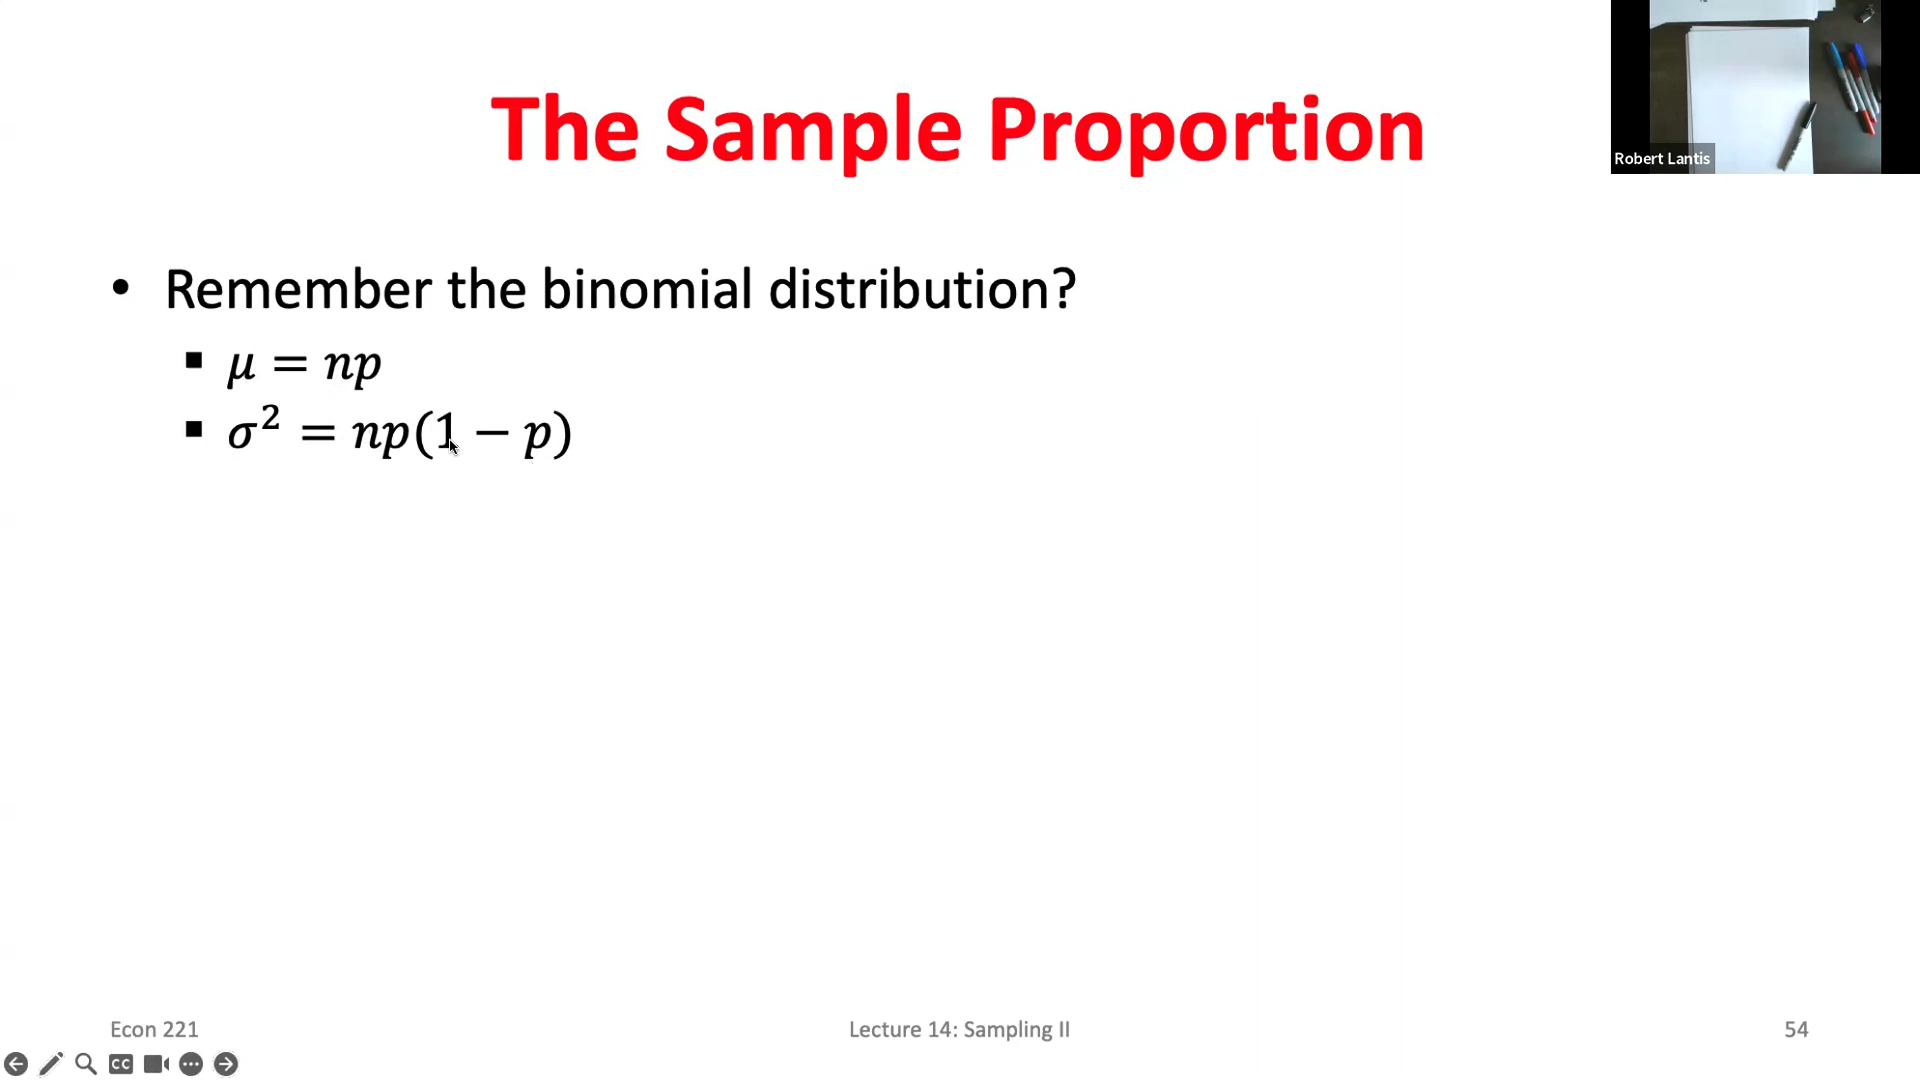 The Sample Proportion
Robert Lantis
• Remember the binomial distribution?
▪ μ = np
▪ σ² = np(1 − p)
Econ 221
Lecture 14: Sampling II
54
CC